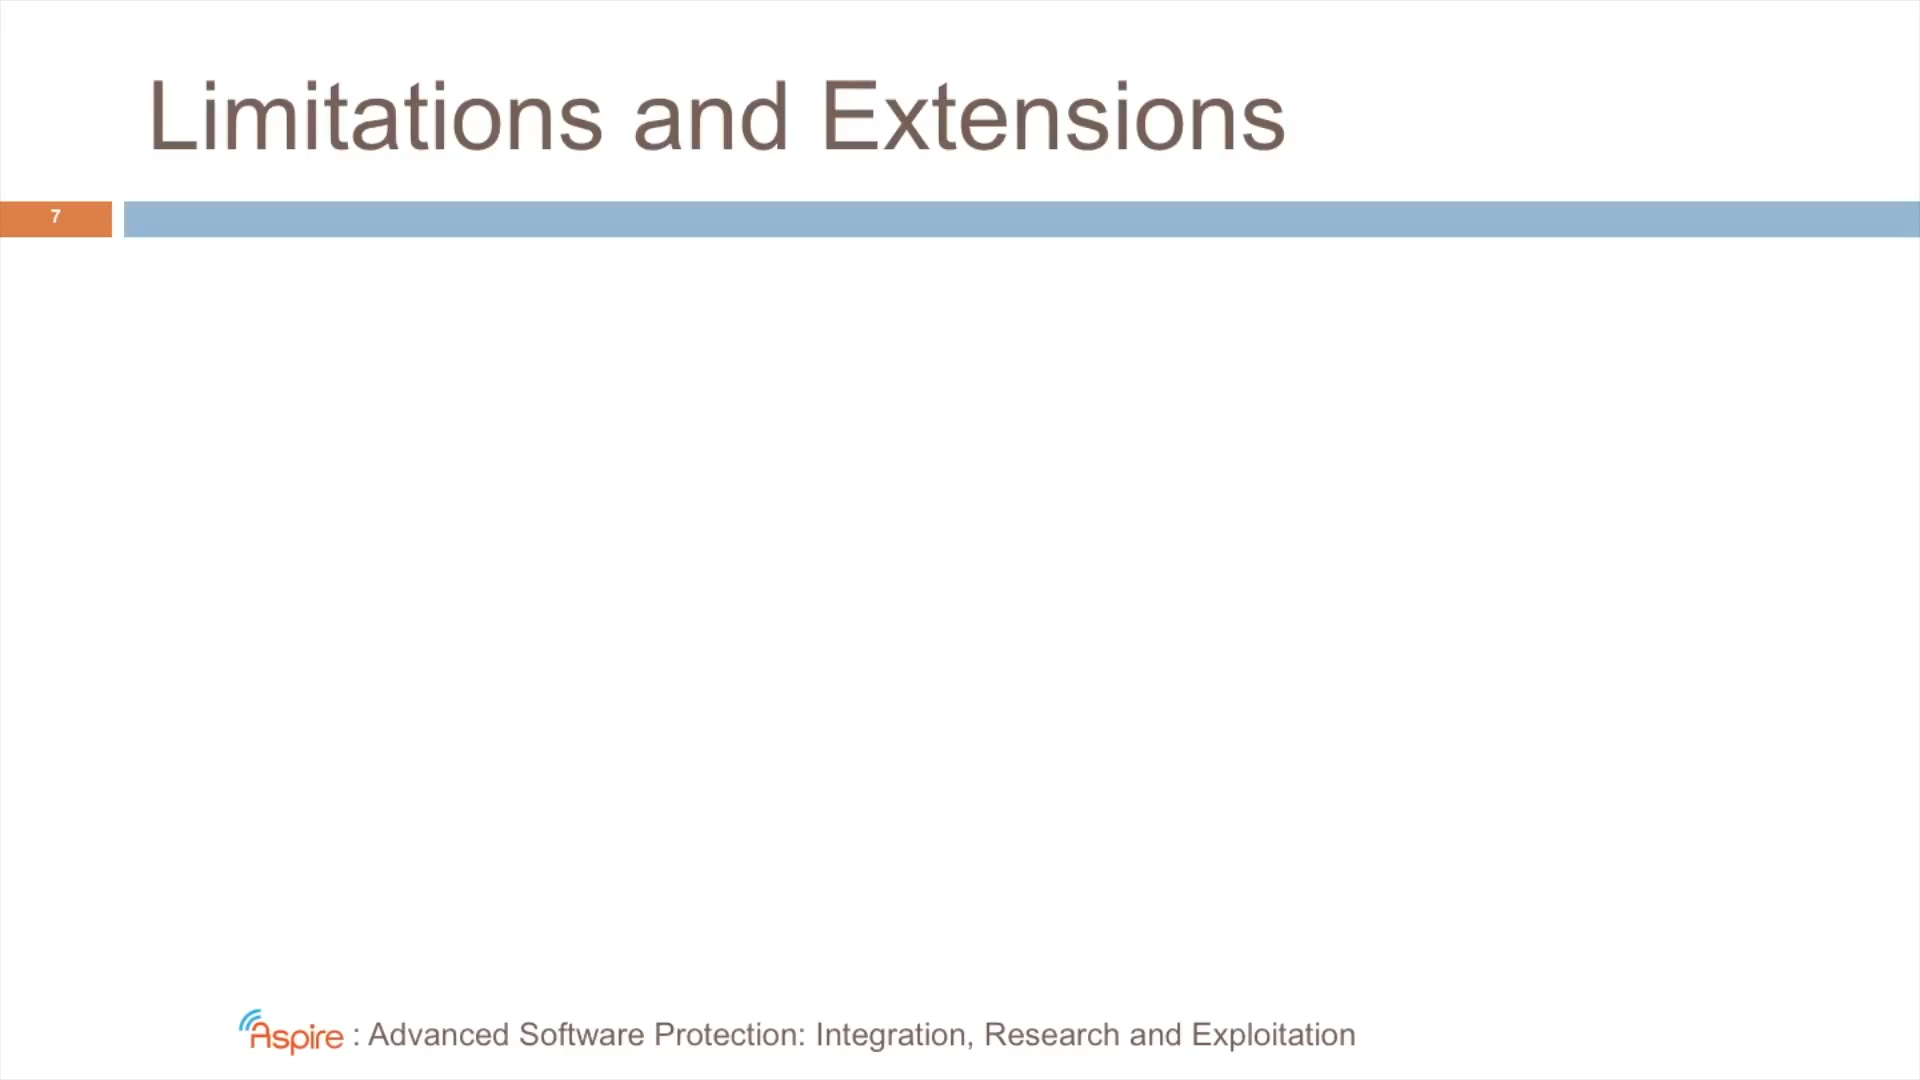 Limitations and Extensions
7
Aspire : Advanced Software Protection: Integration, Research and Exploitation